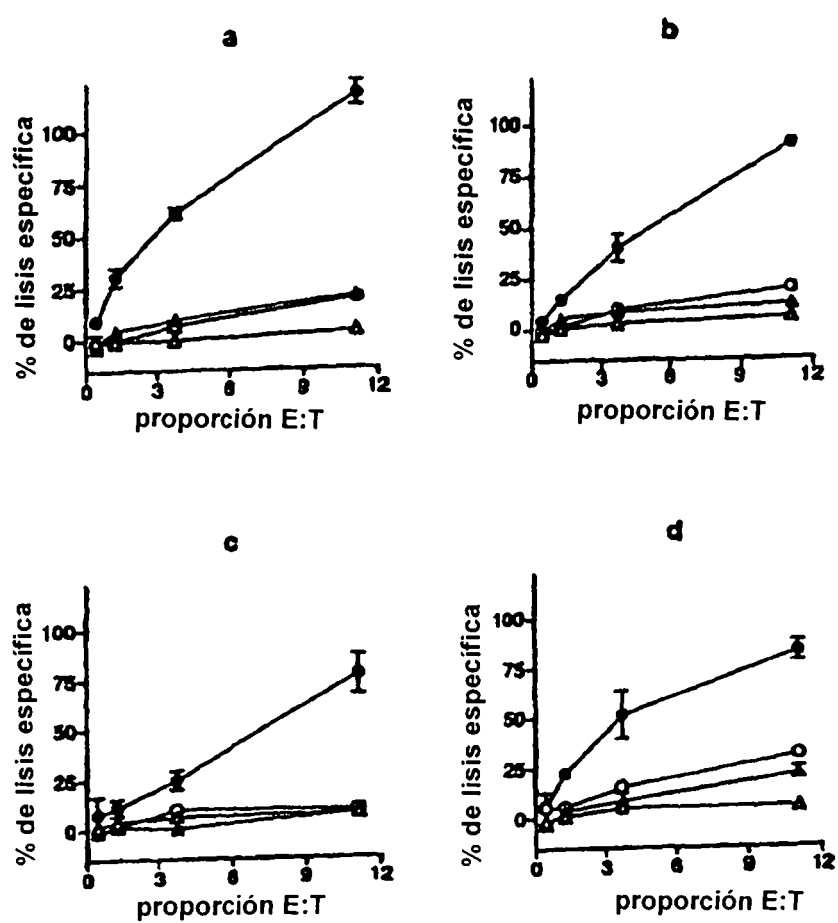 a
% de lisis específica
100
75
50
25
0
0 3 6 9 12
proporción E:T
b
% de lisis específica
100
75
50
25
0
0 3 6 9 12
proporción E:T
c
% de lisis específica
100
75
50
25
0
0 3 6 9 12
proporción E:T
d
% de lisis específica
100
75
50
25
0
0 3 6 9 12
proporción E:T